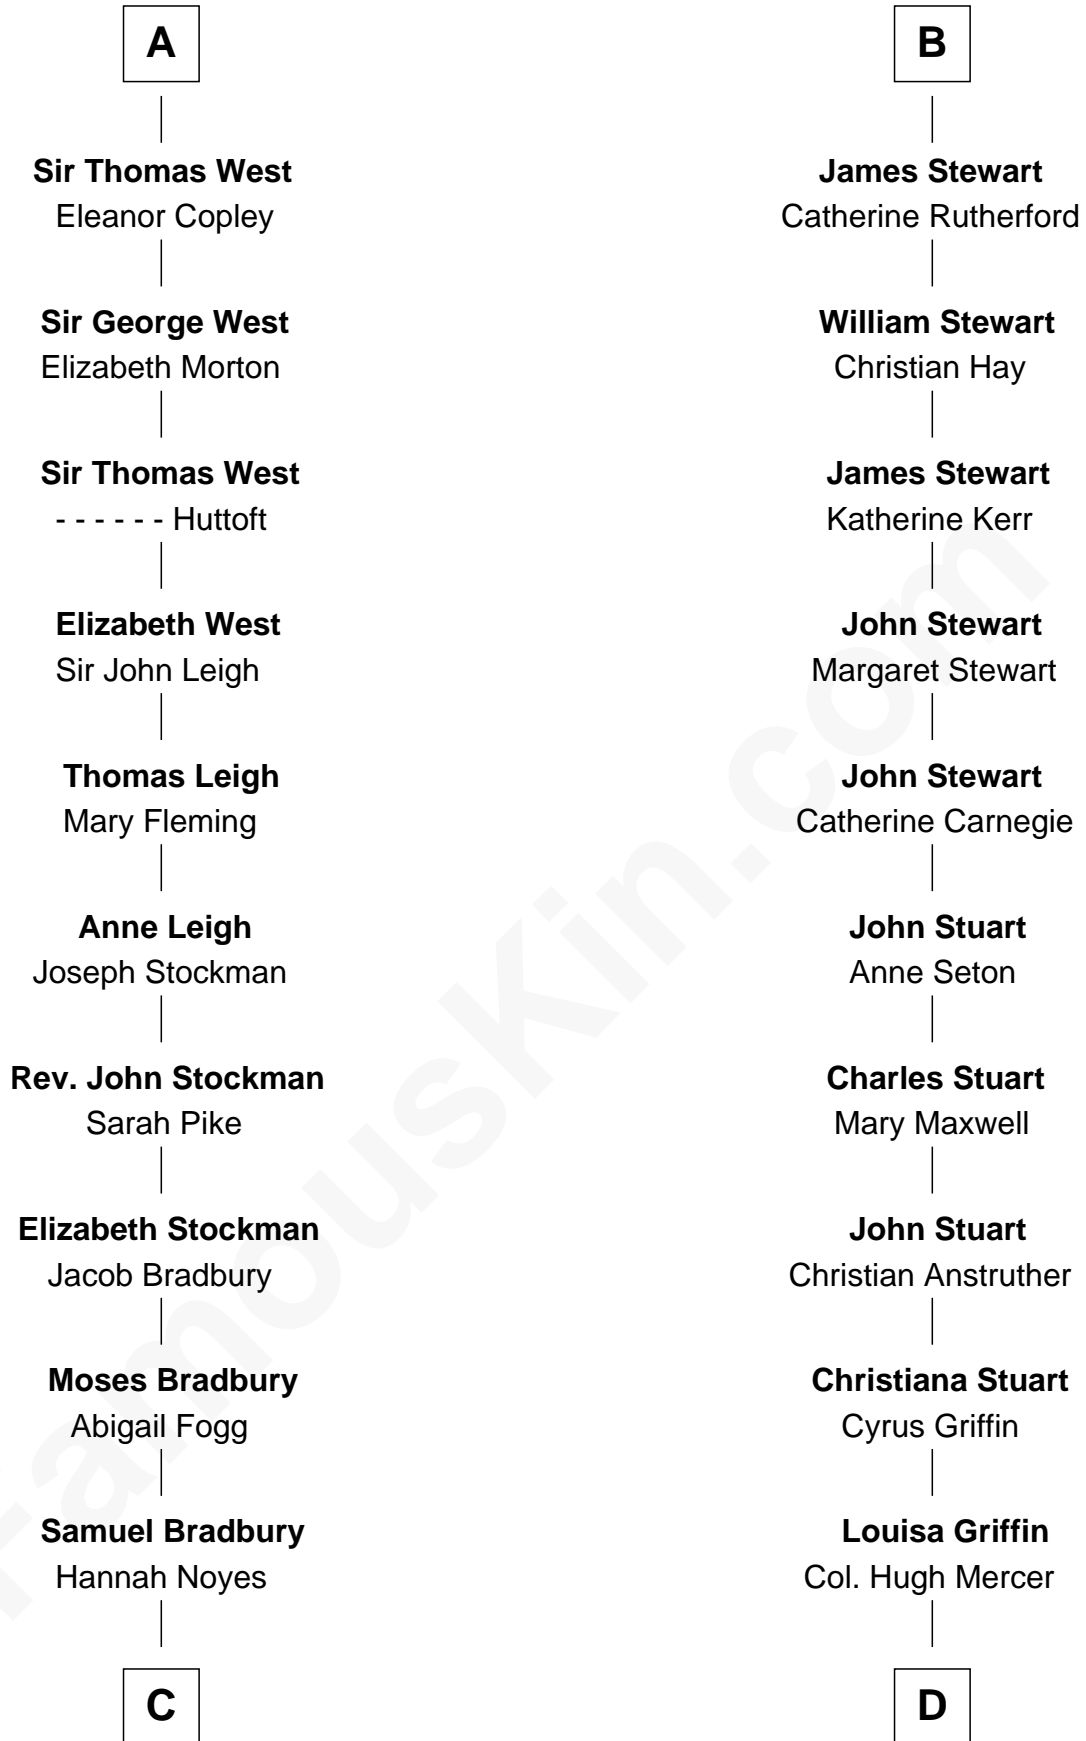 A
Sir Thomas West
Eleanor Copley
Sir George West
Elizabeth Morton
Sir Thomas West
- - - - - - Huttoft
Elizabeth West
Sir John Leigh
Thomas Leigh
Mary Fleming
Anne Leigh
Joseph Stockman
Rev. John Stockman
Sarah Pike
Elizabeth Stockman
Jacob Bradbury
Moses Bradbury
Abigail Fogg
Samuel Bradbury
Hannah Noyes
C
B
James Stewart
Catherine Rutherford
William Stewart
Christian Hay
James Stewart
Katherine Kerr
John Stewart
Margaret Stewart
John Stewart
Catherine Carnegie
John Stuart
Anne Seton
Charles Stuart
Mary Maxwell
John Stuart
Christian Anstruther
Christiana Stuart
Cyrus Griffin
Louisa Griffin
Col. Hugh Mercer
D
FamousKin.com